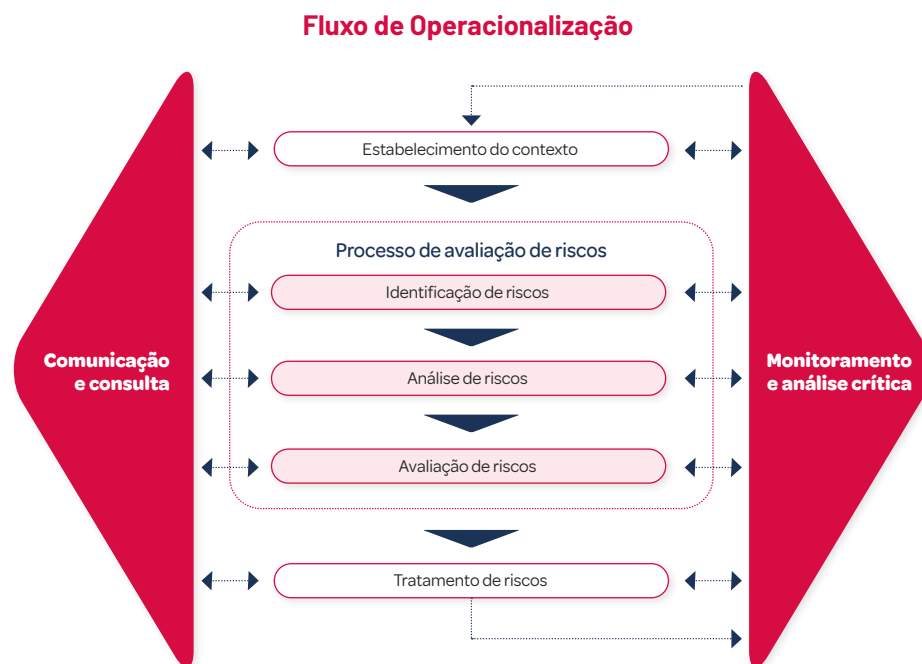 Fluxo de Operacionalização
Estabelecimento do contexto
Processo de avaliação de riscos
Identificação de riscos
Comunicação
e consulta
Análise de riscos
Monitoramento
e análise crítica
Avaliação de riscos
Tratamento de riscos